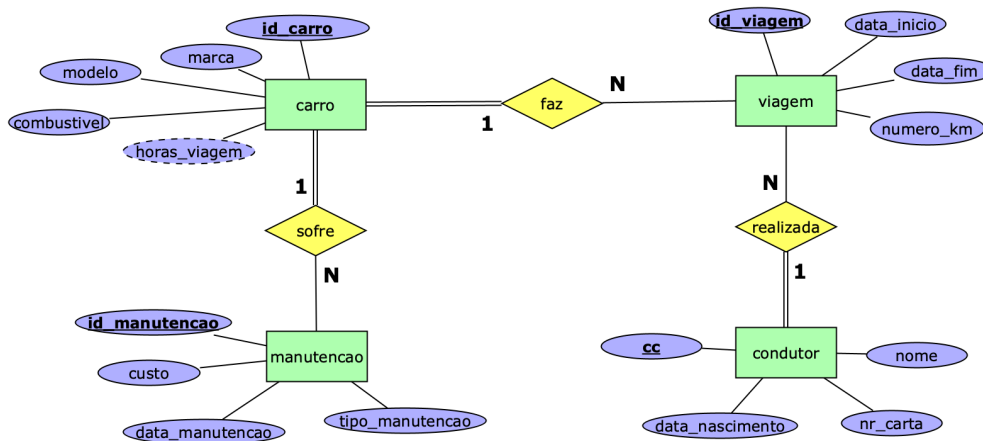 id_carro
id_viagem
data_inicio
marca
modelo
data_fim
carro
faz
N
viagem
1
combustivel
numero_km
horas_viagem
1
N
sofre
realizada
N
1
id_manutencao
cc
condutor
nome
manutencao
custo
tipo_manutencao
nr_carta
data_manutencao
data_nascimento